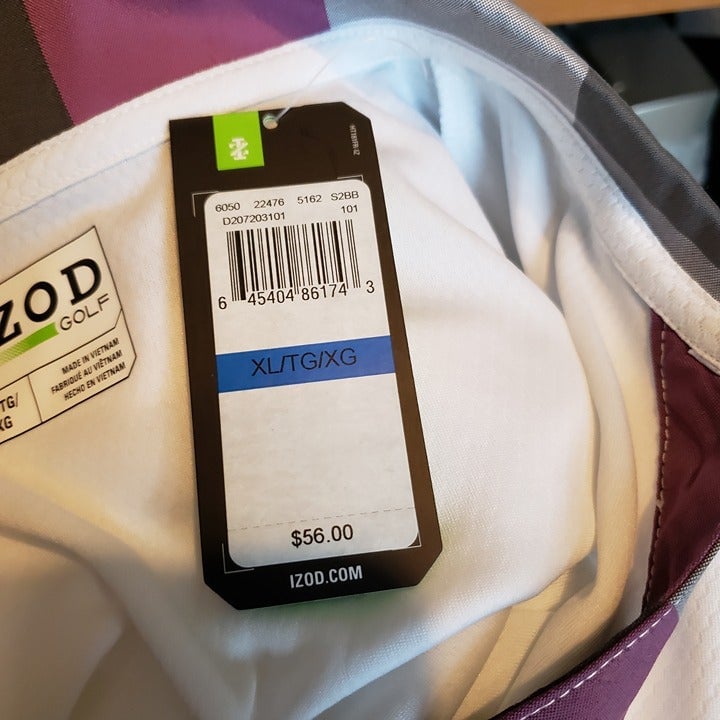 6050 22476 5162 S2BB
D207203101 101
6 45404 86174 3
XL/TG/XG
$56.00
IZOD.COM
ZOD
GOLF
MADE IN VIETNAM
FABRIQUÉ AU VIÊTNAM
HECHO EN VIETNAM
TG/
XG